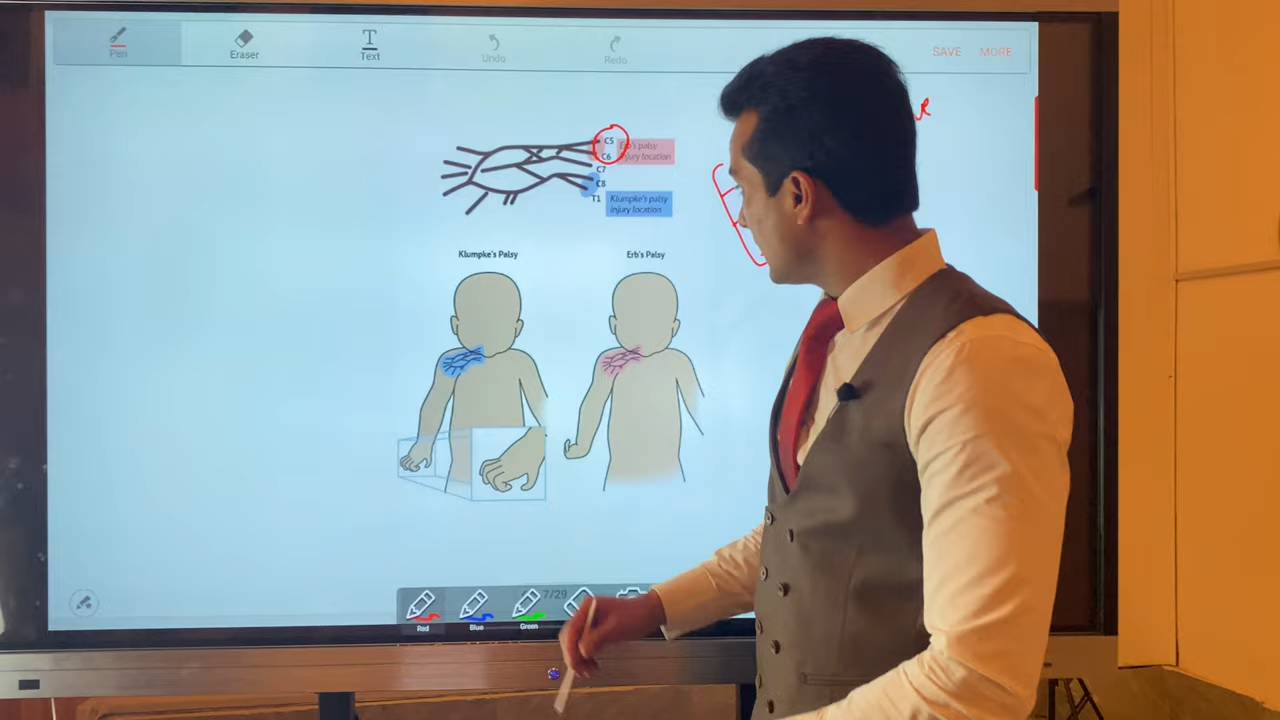 Pen
Eraser
T
Text
Undo
Redo
SAVE
MORE
C5
C6
C7
C8
T1
Erb's palsy
injury location
Klumpke's palsy
injury location
Klumpke's Palsy
Erb's Palsy
7/29
Red
Blue
Green